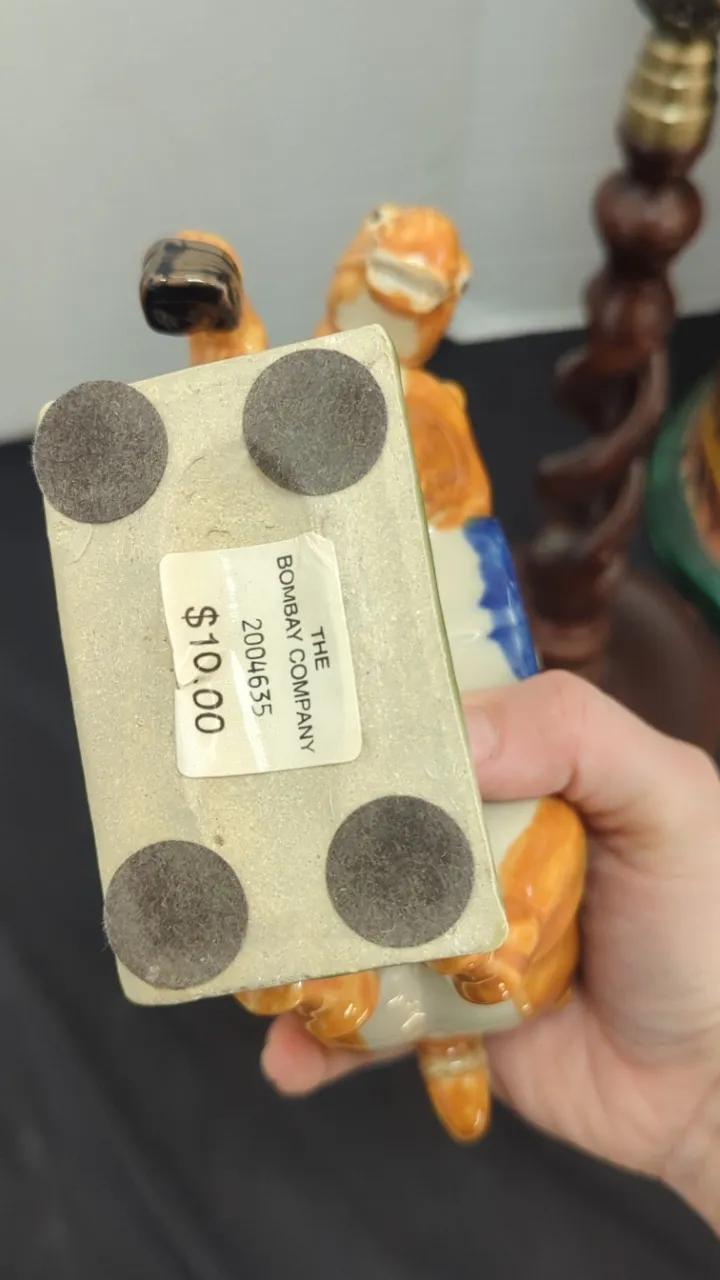 THE
BOMBAY COMPANY
2004635
$10.00